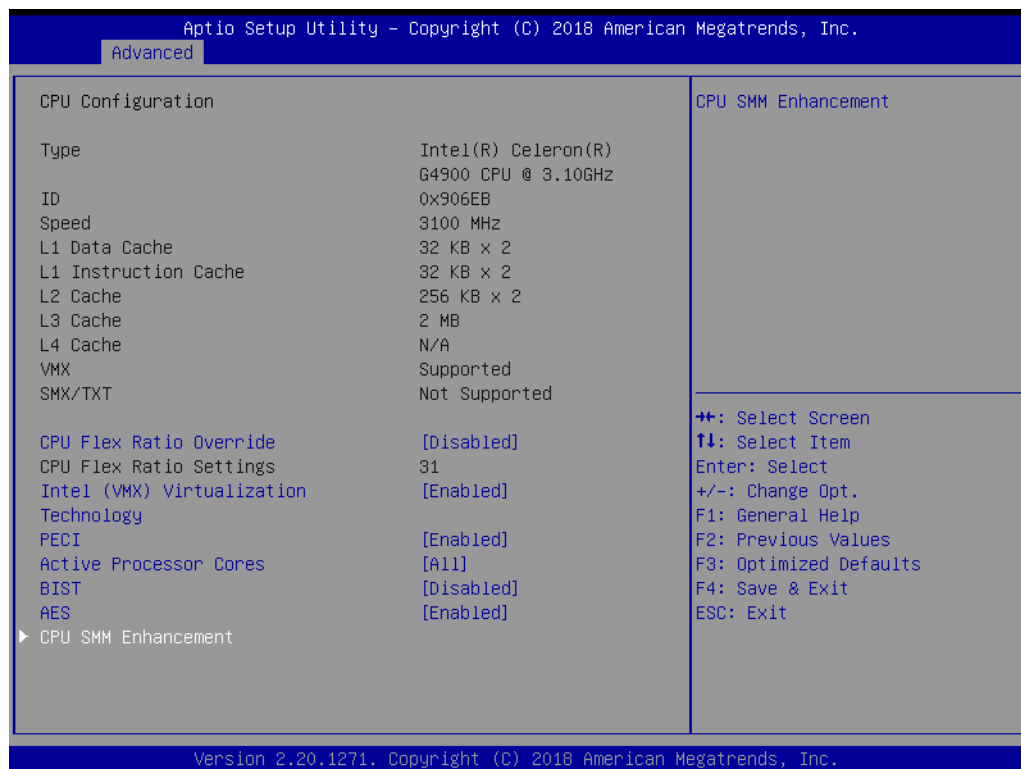 Aptio Setup Utility – Copyright (C) 2018 American Megatrends, Inc.
Advanced
CPU Configuration
Type Intel(R) Celeron(R)
G4900 CPU @ 3.10GHz
ID 0x906EB
Speed 3100 MHz
L1 Data Cache 32 KB x 2
L1 Instruction Cache 32 KB x 2
L2 Cache 256 KB x 2
L3 Cache 2 MB
L4 Cache N/A
VMX Supported
SMX/TXT Not Supported
CPU Flex Ratio Override [Disabled]
CPU Flex Ratio Settings 31
Intel (VMX) Virtualization [Enabled]
Technology
PECI [Enabled]
Active Processor Cores [All]
BIST [Disabled]
AES [Enabled]
CPU SMM Enhancement
CPU SMM Enhancement
→←: Select Screen
↑↓: Select Item
Enter: Select
+/-: Change Opt.
F1: General Help
F2: Previous Values
F3: Optimized Defaults
F4: Save & Exit
ESC: Exit
Version 2.20.1271. Copyright (C) 2018 American Megatrends, Inc.